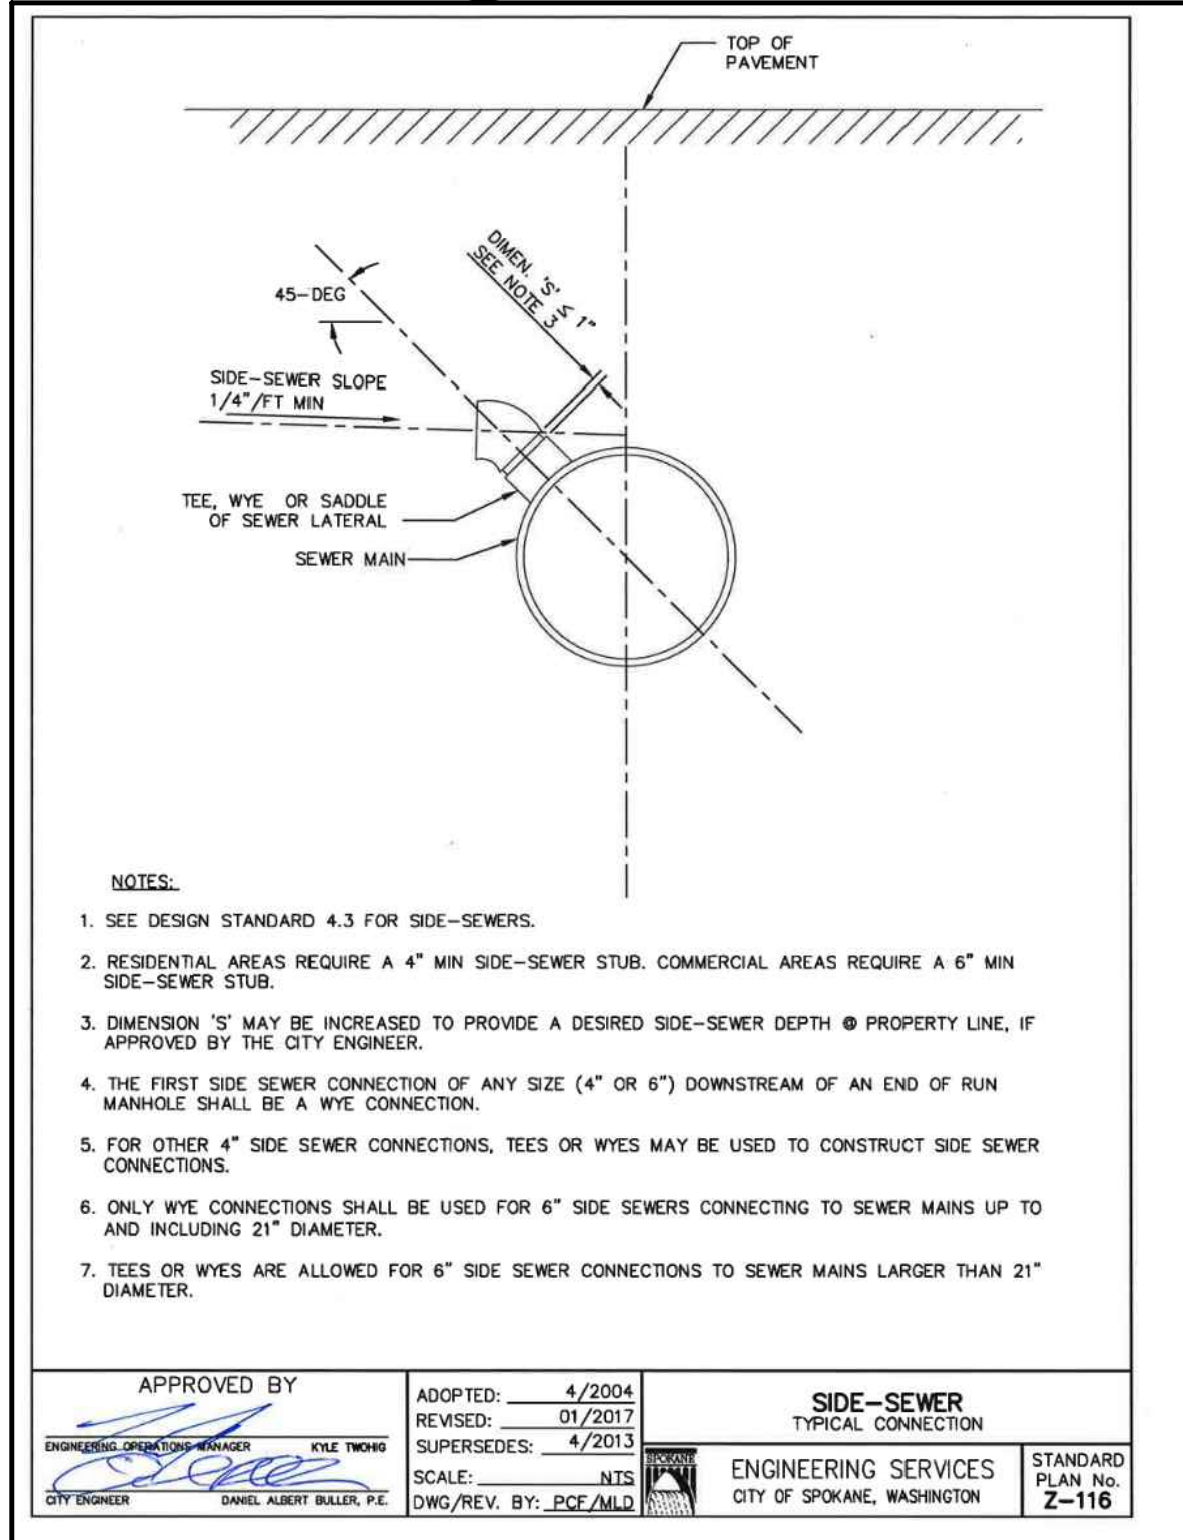 TOP OF
PAVEMENT
DIMEN. 'S' ≤ 1"
SEE NOTE 3
45-DEG
SIDE-SEWER SLOPE
1/4"/FT MIN
TEE, WYE OR SADDLE
OF SEWER LATERAL
SEWER MAIN
NOTES:
1. SEE DESIGN STANDARD 4.3 FOR SIDE-SEWERS.
2. RESIDENTIAL AREAS REQUIRE A 4" MIN SIDE-SEWER STUB. COMMERCIAL AREAS REQUIRE A 6" MIN
SIDE-SEWER STUB.
3. DIMENSION 'S' MAY BE INCREASED TO PROVIDE A DESIRED SIDE-SEWER DEPTH @ PROPERTY LINE, IF
APPROVED BY THE CITY ENGINEER.
4. THE FIRST SIDE SEWER CONNECTION OF ANY SIZE (4" OR 6") DOWNSTREAM OF AN END OF RUN
MANHOLE SHALL BE A WYE CONNECTION.
5. FOR OTHER 4" SIDE SEWER CONNECTIONS, TEES OR WYES MAY BE USED TO CONSTRUCT SIDE SEWER
CONNECTIONS.
6. ONLY WYE CONNECTIONS SHALL BE USED FOR 6" SIDE SEWERS CONNECTING TO SEWER MAINS UP TO
AND INCLUDING 21" DIAMETER.
7. TEES OR WYES ARE ALLOWED FOR 6" SIDE SEWER CONNECTIONS TO SEWER MAINS LARGER THAN 21"
DIAMETER.
APPROVED BY
ENGINEERING OPERATIONS MANAGER KYLE TWOHIG
CITY ENGINEER DANIEL ALBERT BULLER, P.E.
ADOPTED: 4/2004
REVISED: 01/2017
SUPERSEDES: 4/2013
SCALE: NTS
DWG/REV. BY: PCF/MLD
SIDE-SEWER
TYPICAL CONNECTION
SPOKANE
ENGINEERING SERVICES
CITY OF SPOKANE, WASHINGTON
STANDARD
PLAN No.
Z-116